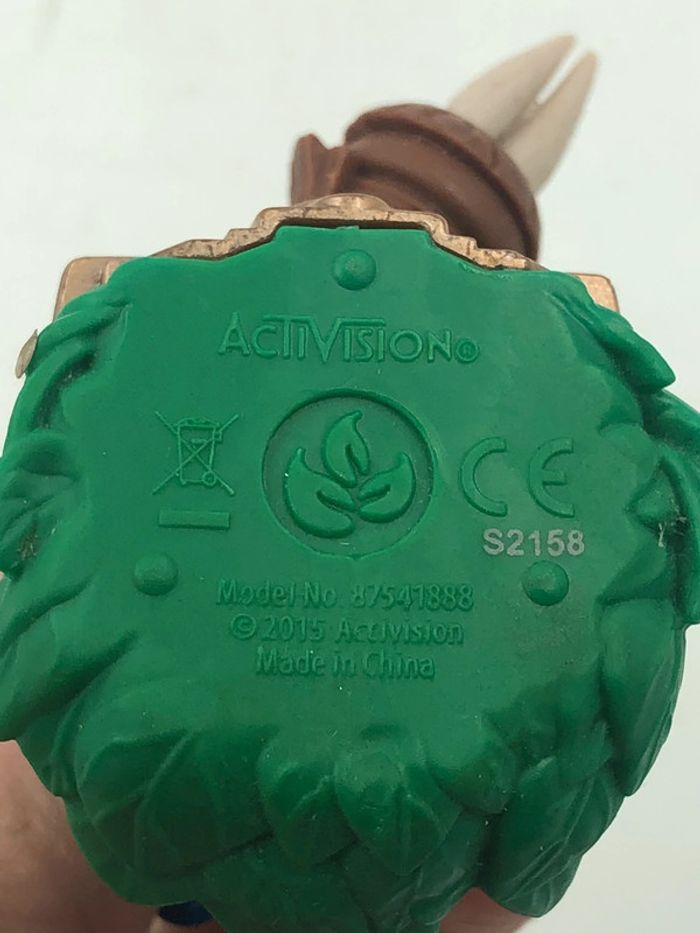 ACTIVISION®
CE
S2158
Model No. 87541888
© 2015 Activision
Made in China